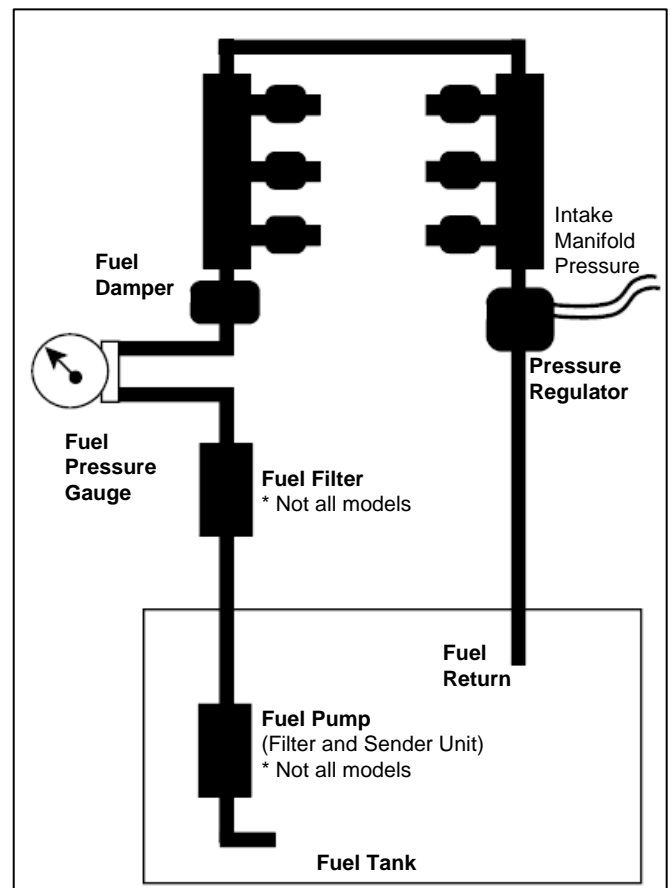 Intake
Manifold
Pressure
Fuel
Damper
Pressure
Regulator
Fuel
Pressure
Gauge
Fuel Filter
* Not all models
Fuel
Return
Fuel Pump
(Filter and Sender Unit)
* Not all models
Fuel Tank